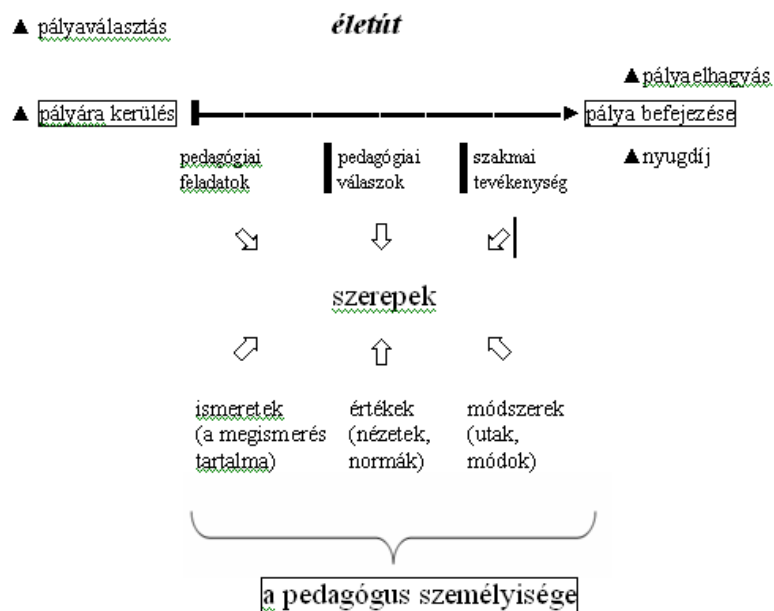 ▲ pályaválasztás
életút
▲ pályaelhagyás
▲ pályára kerülés
pálya befejezése
▲ nyugdíj
pedagógiai
feladatok
pedagógiai
válaszok
szakmai
tevékenység
szerepek
ismeretek
(a megismerés
tartalma)
értékek
(nézetek,
normák)
módszerek
(utak,
módok)
a pedagógus személyisége